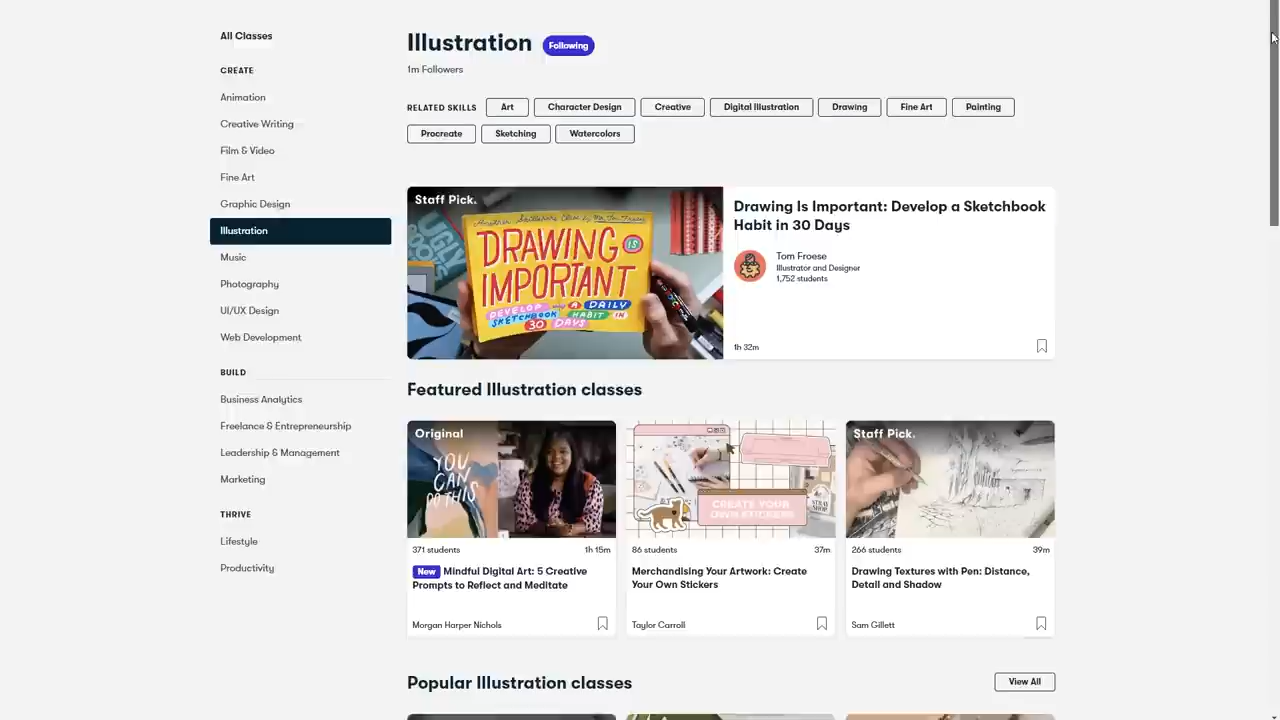 All Classes
CREATE
Animation
Creative Writing
Film & Video
Fine Art
Graphic Design
Illustration
Music
Photography
UI/UX Design
Web Development
BUILD
Business Analytics
Freelance & Entrepreneurship
Leadership & Management
Marketing
THRIVE
Lifestyle
Productivity
Illustration Following
1m Followers
RELATED SKILLS Art Character Design Creative Digital Illustration Drawing Fine Art Painting
Procreate Sketching Watercolors
Staff Pick.
DRAWING
IS
IMPORTANT
DEVELOP A DAILY
SKETCHBOOK HABIT IN
30 DAYS
Drawing Is Important: Develop a Sketchbook
Habit in 30 Days
Tom Froese
Illustrator and Designer
1,752 students
1h 32m
Featured Illustration classes
Original
YOU
CAN
DO THIS
371 students 1h 15m
New Mindful Digital Art: 5 Creative
Prompts to Reflect and Meditate
Morgan Harper Nichols
CREATE YOUR
OWN STICKERS
86 students 37m
Merchandising Your Artwork: Create
Your Own Stickers
Taylor Carroll
Staff Pick.
266 students 39m
Drawing Textures with Pen: Distance,
Detail and Shadow
Sam Gillett
Popular Illustration classes View All